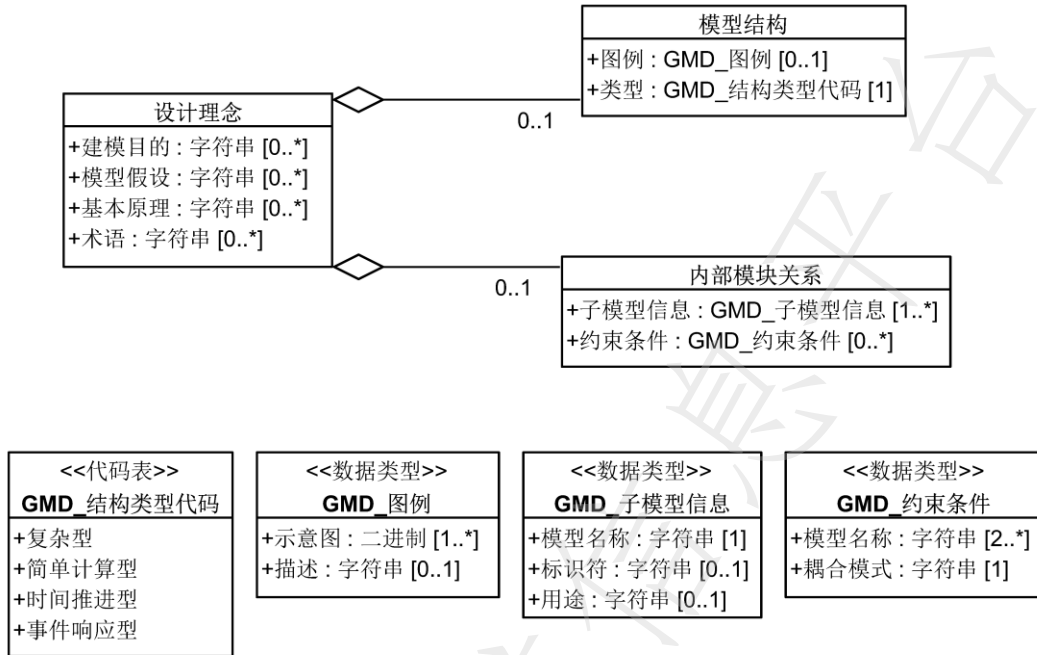 模型结构
+图例 : GMD_图例 [0..1]
+类型 : GMD_结构类型代码 [1]
0..1
设计理念
+建模目的 : 字符串 [0..*]
+模型假设 : 字符串 [0..*]
+基本原理 : 字符串 [0..*]
+术语 : 字符串 [0..*]
0..1
内部模块关系
+子模型信息 : GMD_子模型信息 [1..*]
+约束条件 : GMD_约束条件 [0..*]
<<代码表>>
GMD_结构类型代码
+复杂型
+简单计算型
+时间推进型
+事件响应型
<<数据类型>>
GMD_图例
+示意图 : 二进制 [1..*]
+描述 : 字符串 [0..1]
<<数据类型>>
GMD_子模型信息
+模型名称 : 字符串 [1]
+标识符 : 字符串 [0..1]
+用途 : 字符串 [0..1]
<<数据类型>>
GMD_约束条件
+模型名称 : 字符串 [2..*]
+耦合模式 : 字符串 [1]
信息平台